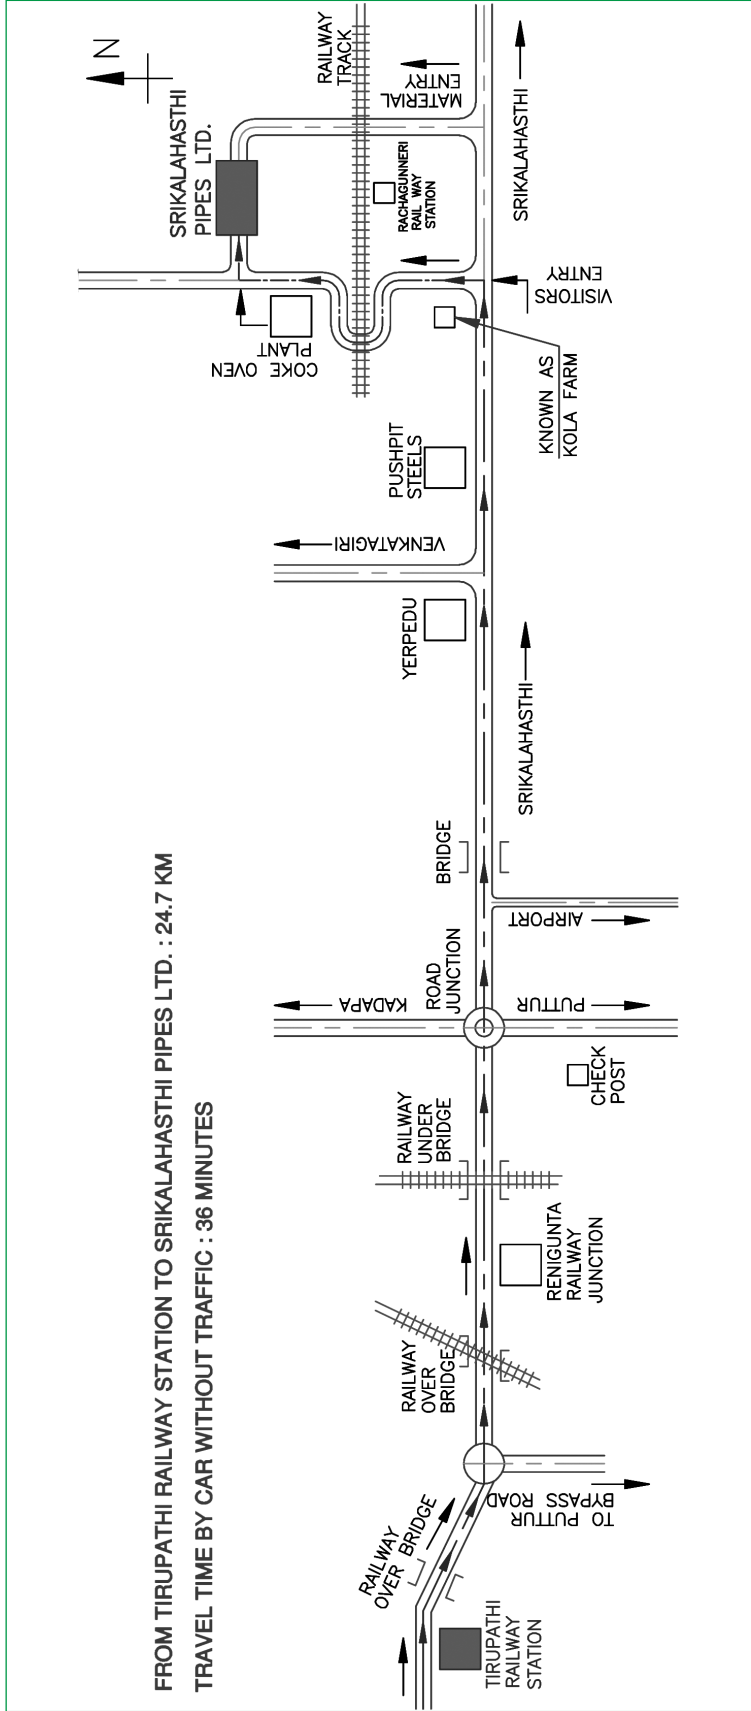 FROM TIRUPATHI RAILWAY STATION TO SRIKALAHASTHI PIPES LTD. : 24.7 KM
TRAVEL TIME BY CAR WITHOUT TRAFFIC : 36 MINUTES
N
SRIKALAHASTHI
PIPES LTD.
RAILWAY
TRACK
MATERIAL
ENTRY
SRIKALAHASTHI
RACHAGUNNERI
RAIL WAY
STATION
COKE OVEN
PLANT
VISITORS
ENTRY
KNOWN AS
KOLA FARM
PUSHPIT
STEELS
VENKATAGIRI
YERPEDU
SRIKALAHASTHI
BRIDGE
AIRPORT
ROAD
JUNCTION
KADAPA
PUTTUR
CHECK
POST
RAILWAY
UNDER
BRIDGE
RENIGUNTA
RAILWAY
JUNCTION
RAILWAY
OVER
BRIDGE
TO PUTTUR
BYPASS ROAD
RAILWAY
OVER BRIDGE
TIRUPATHI
RAILWAY
STATION